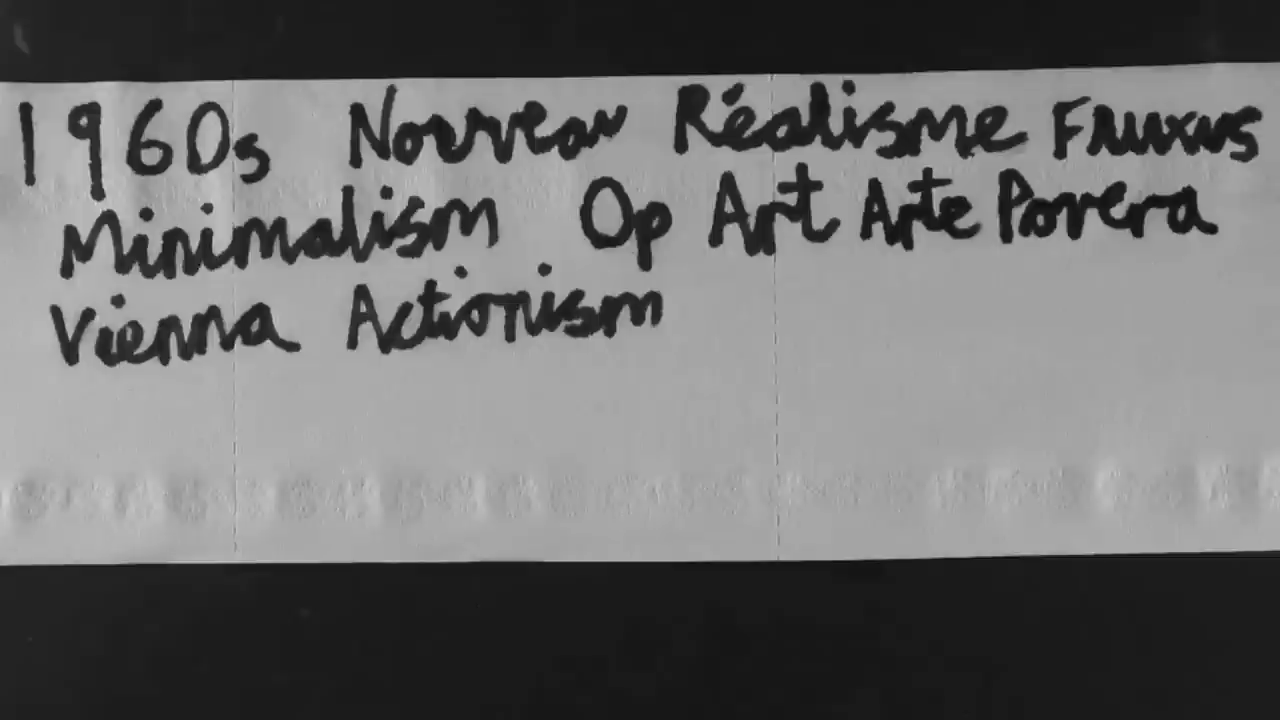 1960s Nouveau Réalisme Fluxus
Minimalism Op Art Arte Povera
Vienna Actionism